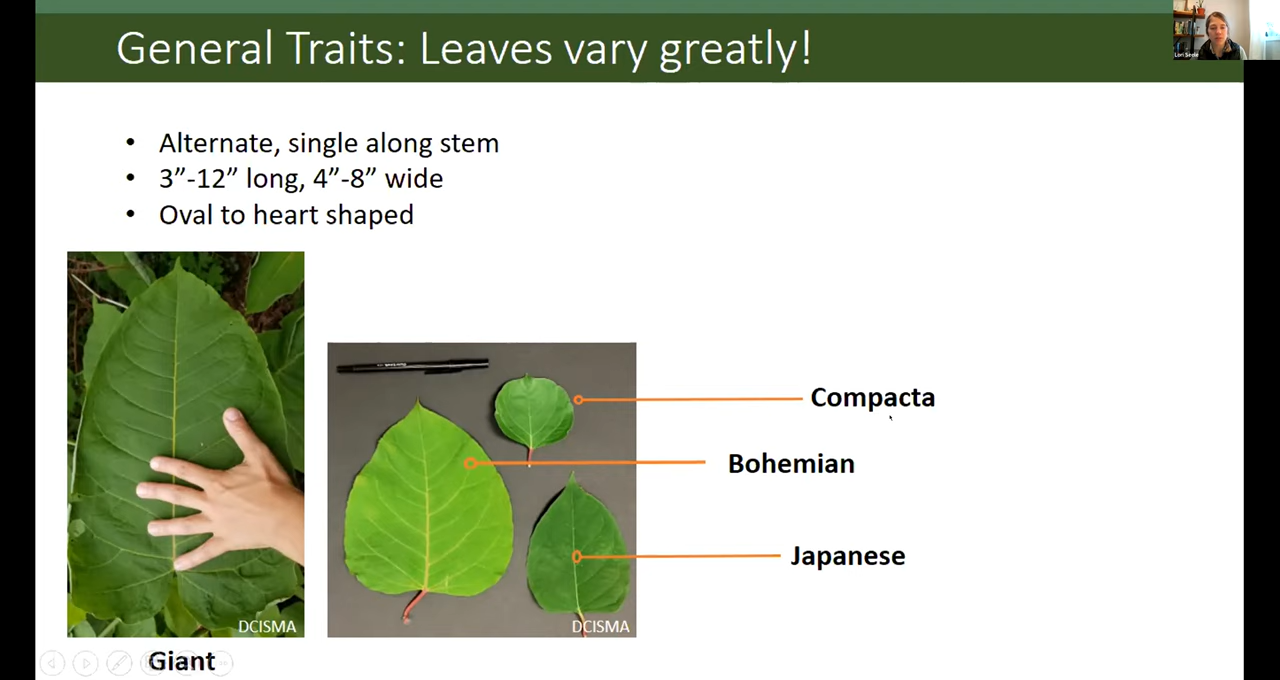 General Traits: Leaves vary greatly!
• Alternate, single along stem
• 3”-12” long, 4”-8” wide
• Oval to heart shaped
Compacta
Bohemian
Japanese
DCISMA
DCISMA
Giant